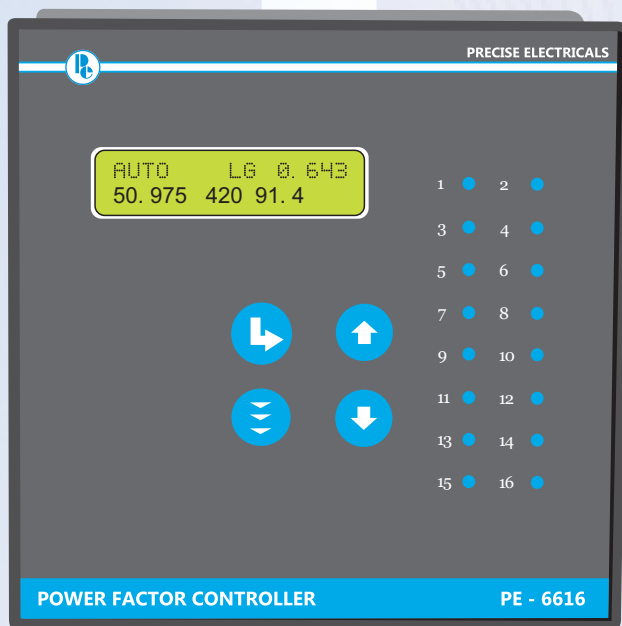 PRECISE ELECTRICALS
Pe
AUTO LG 0.643
50.975 420 91.4
1 2
3 4
5 6
7 8
9 10
11 12
13 14
15 16
POWER FACTOR CONTROLLER PE - 6616